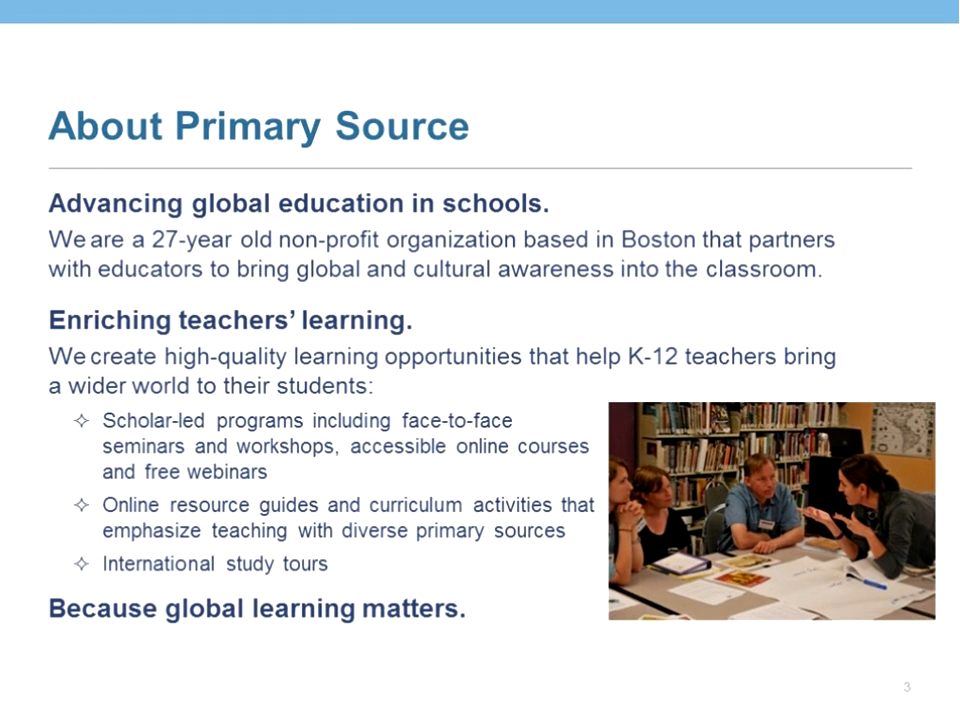 About Primary Source
Advancing global education in schools.
We are a 27-year old non-profit organization based in Boston that partners
with educators to bring global and cultural awareness into the classroom.
Enriching teachers’ learning.
We create high-quality learning opportunities that help K-12 teachers bring
a wider world to their students:
✧ Scholar-led programs including face-to-face
seminars and workshops, accessible online courses
and free webinars
✧ Online resource guides and curriculum activities that
emphasize teaching with diverse primary sources
✧ International study tours
Because global learning matters.
3